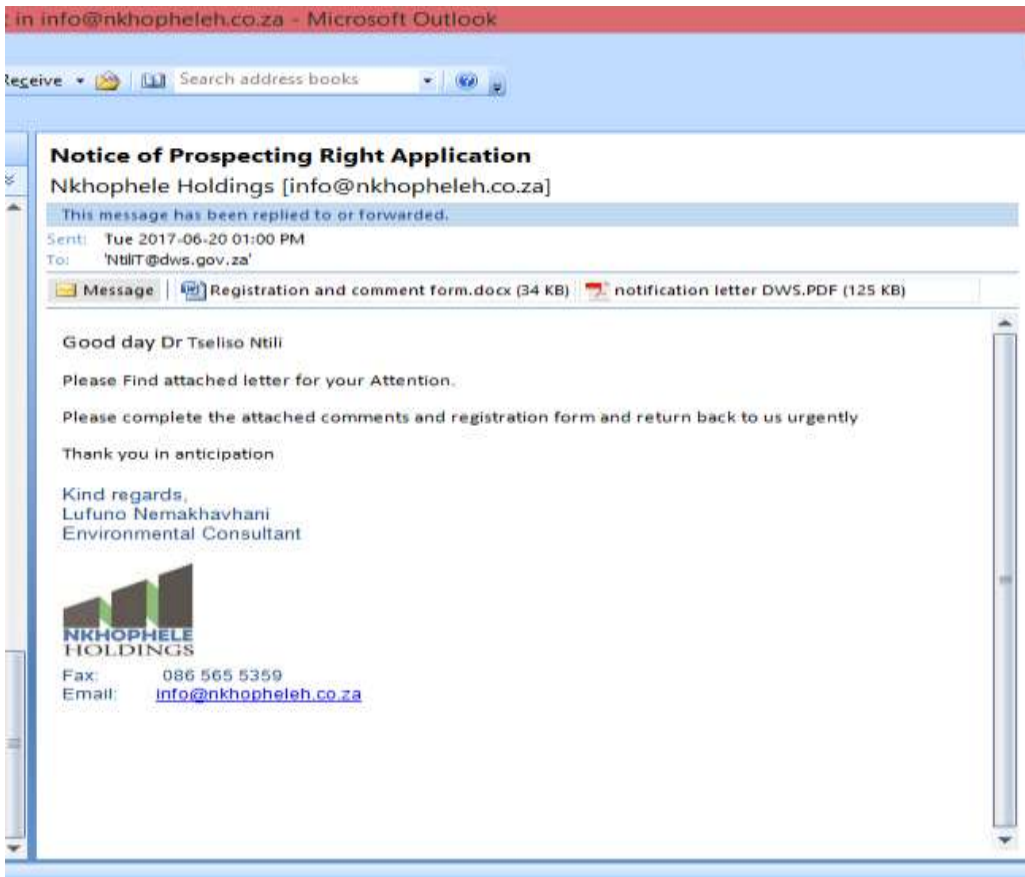 in info@nkhopheleh.co.za - Microsoft Outlook
Receive Search address books
Notice of Prospecting Right Application
Nkhophele Holdings [info@nkhopheleh.co.za]
This message has been replied to or forwarded.
Sent: Tue 2017-06-20 01:00 PM
To: 'NtiliT@dws.gov.za'
Message Registration and comment form.docx (34 KB) notification letter DWS.PDF (125 KB)
Good day Dr Tseliso Ntili
Please Find attached letter for your Attention.
Please complete the attached comments and registration form and return back to us urgently
Thank you in anticipation
Kind regards,
Lufuno Nemakhavhani
Environmental Consultant
NKHOPHELE
HOLDINGS
Fax: 086 565 5359
Email: info@nkhopheleh.co.za